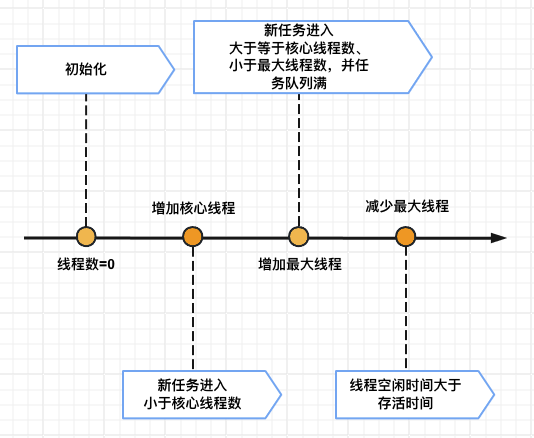 新任务进入
大于等于核心线程数、
小于最大线程数，并任
务队列满
初始化
增加核心线程
减少最大线程
线程数=0
增加最大线程
新任务进入
小于核心线程数
线程空闲时间大于
存活时间